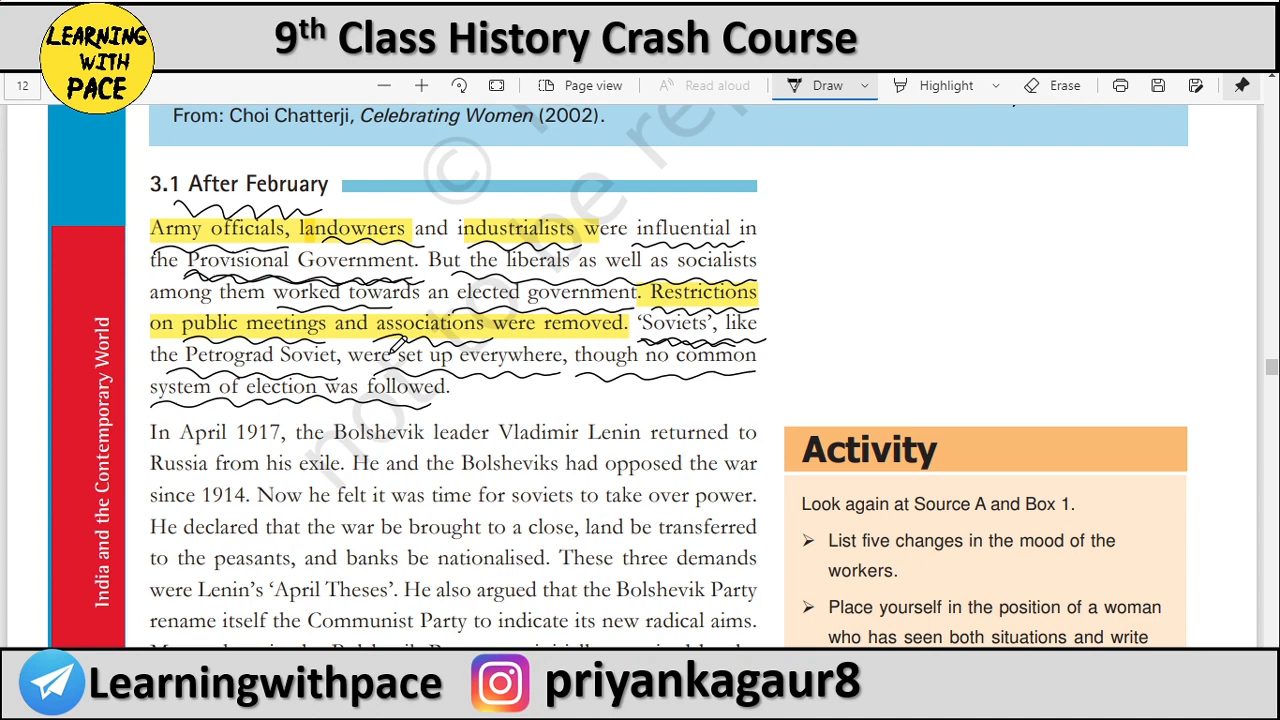 LEARNING
WITH
PACE
9th Class History Crash Course
12
Page view
Read aloud
Draw
Highlight
Erase
From: Choi Chatterji, Celebrating Women (2002).
3.1 After February
Army officials, landowners and industrialists were influential in
the Provisional Government. But the liberals as well as socialists
among them worked towards an elected government. Restrictions
on public meetings and associations were removed. ‘Soviets’, like
the Petrograd Soviet, were set up everywhere, though no common
system of election was followed.
In April 1917, the Bolshevik leader Vladimir Lenin returned to
Russia from his exile. He and the Bolsheviks had opposed the war
since 1914. Now he felt it was time for soviets to take over power.
He declared that the war be brought to a close, land be transferred
to the peasants, and banks be nationalised. These three demands
were Lenin’s ‘April Theses’. He also argued that the Bolshevik Party
rename itself the Communist Party to indicate its new radical aims.
India and the Contemporary World
Activity
Look again at Source A and Box 1.
List five changes in the mood of the
workers.
Place yourself in the position of a woman
who has seen both situations and write
©
not to be re
Learningwithpace
priyankagaur8